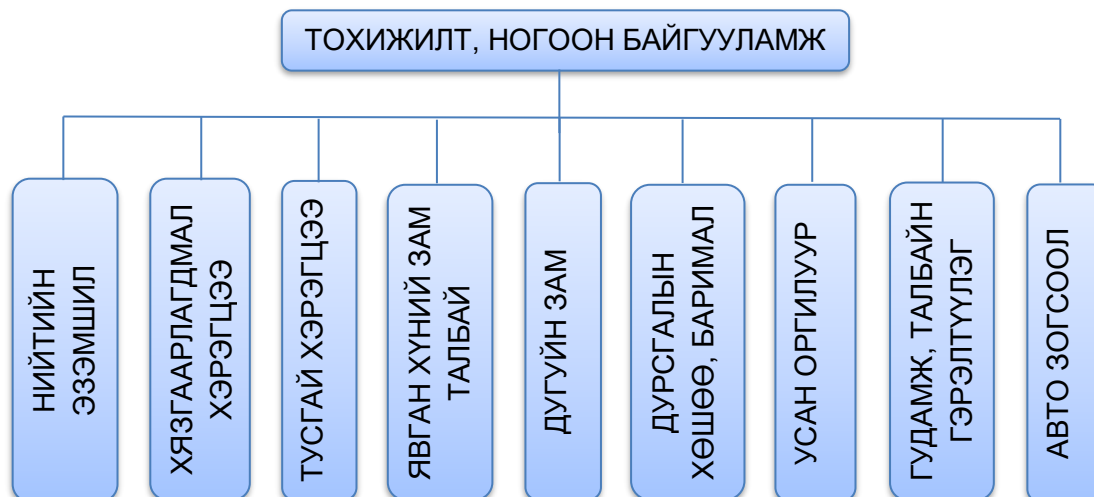 ТОХИЖИЛТ, НОГООН БАЙГУУЛАМЖ
НИЙТИЙН
ЭЗЭМШИЛ
ХЯЗГААРЛАГДМАЛ
ХЭРЭГЦЭЭ
ТУСГАЙ ХЭРЭГЦЭЭ
ЯВГАН ХҮНИЙ ЗАМ
ТАЛБАЙ
ДУГУЙН ЗАМ
ДУРСГАЛЫН
ХӨШӨӨ, БАРИМАЛ
УСАН ОРГИЛУУР
ГУДАМЖ, ТАЛБАЙН
ГЭРЭЛТҮҮЛЭГ
АВТО ЗОГСООЛ